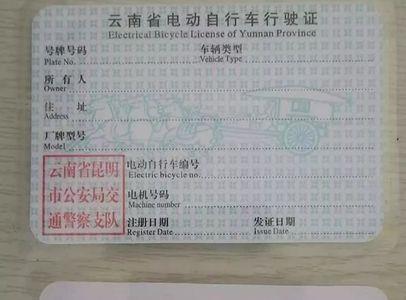 云南省电动自行车行驶证
Electrical Bicycle License of Yunnan Province
号牌号码 车辆类型
Plate No. Vehicle Type
所有人
Owner
住址
Address
厂牌型号
Model
云南省昆明
市公安局交
通警察支队
电动自行车编号
Electric bicycle no.
电机号码
Machine number
注册日期 发证日期
Register Date Issue Date